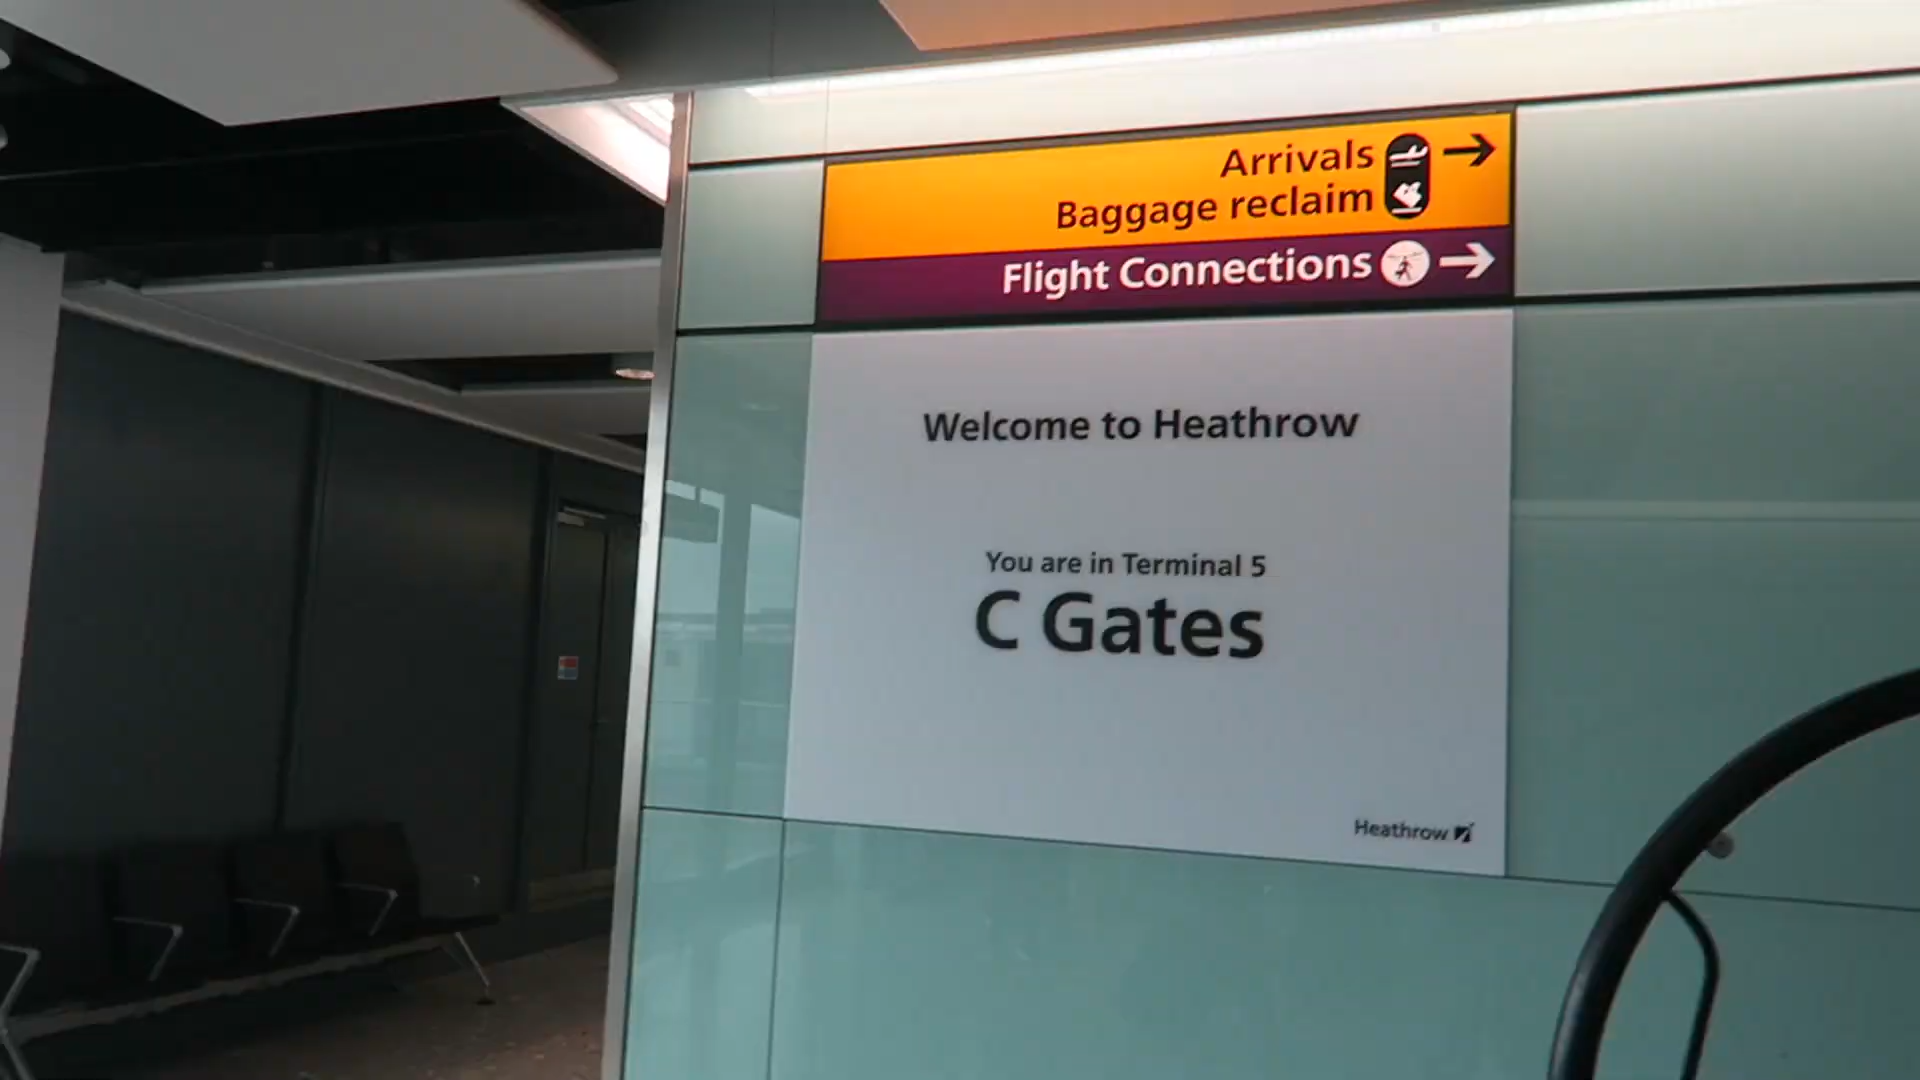 Arrivals
Baggage reclaim
Flight Connections
Welcome to Heathrow
You are in Terminal 5
C Gates
Heathrow